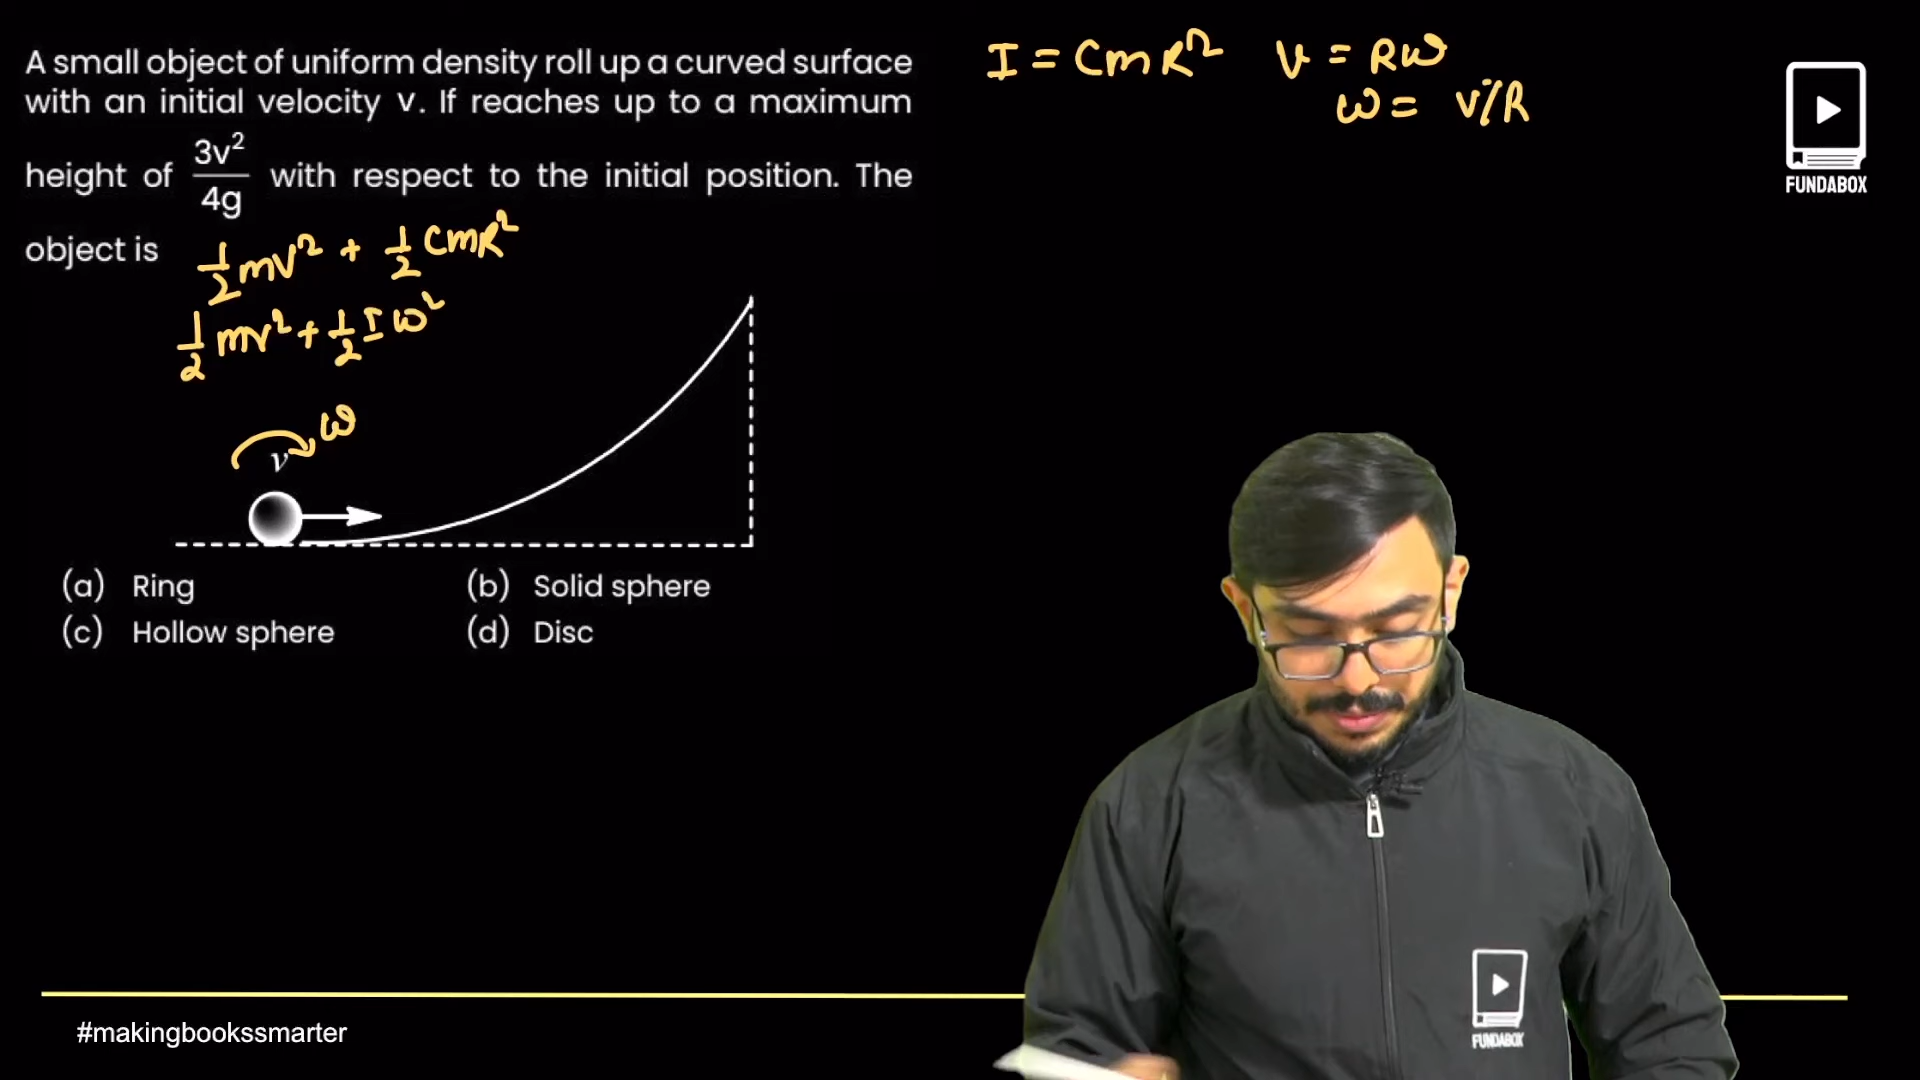 A small object of uniform density roll up a curved surface
with an initial velocity v. If reaches up to a maximum
height of 3v²/4g with respect to the initial position. The
object is
½mv² + ½CmR²
½mv² + ½Iω²
ω
v
(a) Ring (b) Solid sphere
(c) Hollow sphere (d) Disc
I = CmR² v = Rω
ω = v/R
FUNDABOX
FUNDABOX
#makingbookssmarter